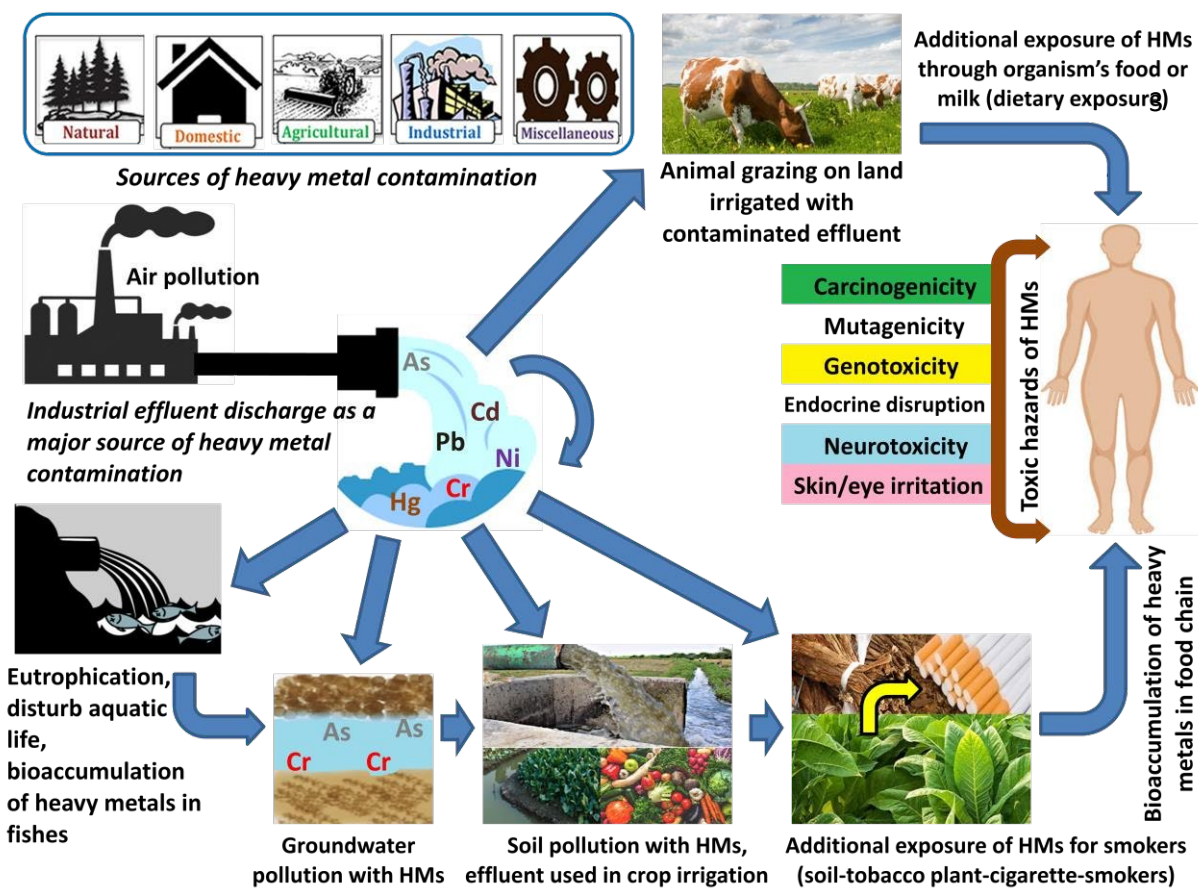 Natural
Domestic
Agricultural
Industrial
Miscellaneous
Sources of heavy metal contamination
Additional exposure of HMs
through organism's food or
milk (dietary exposure)
3
Animal grazing on land
irrigated with
contaminated effluent
Air pollution
Industrial effluent discharge as a
major source of heavy metal
contamination
As
Cd
Pb
Ni
Cr
Hg
Carcinogenicity
Mutagenicity
Genotoxicity
Endocrine disruption
Neurotoxicity
Skin/eye irritation
Toxic hazards of HMs
Eutrophication,
disturb aquatic
life,
bioaccumulation
of heavy metals in
fishes
As
As
Cr
Cr
Groundwater
pollution with HMs
Soil pollution with HMs,
effluent used in crop irrigation
Additional exposure of HMs for smokers
(soil-tobacco plant-cigarette-smokers)
Bioaccumulation of heavy
metals in food chain